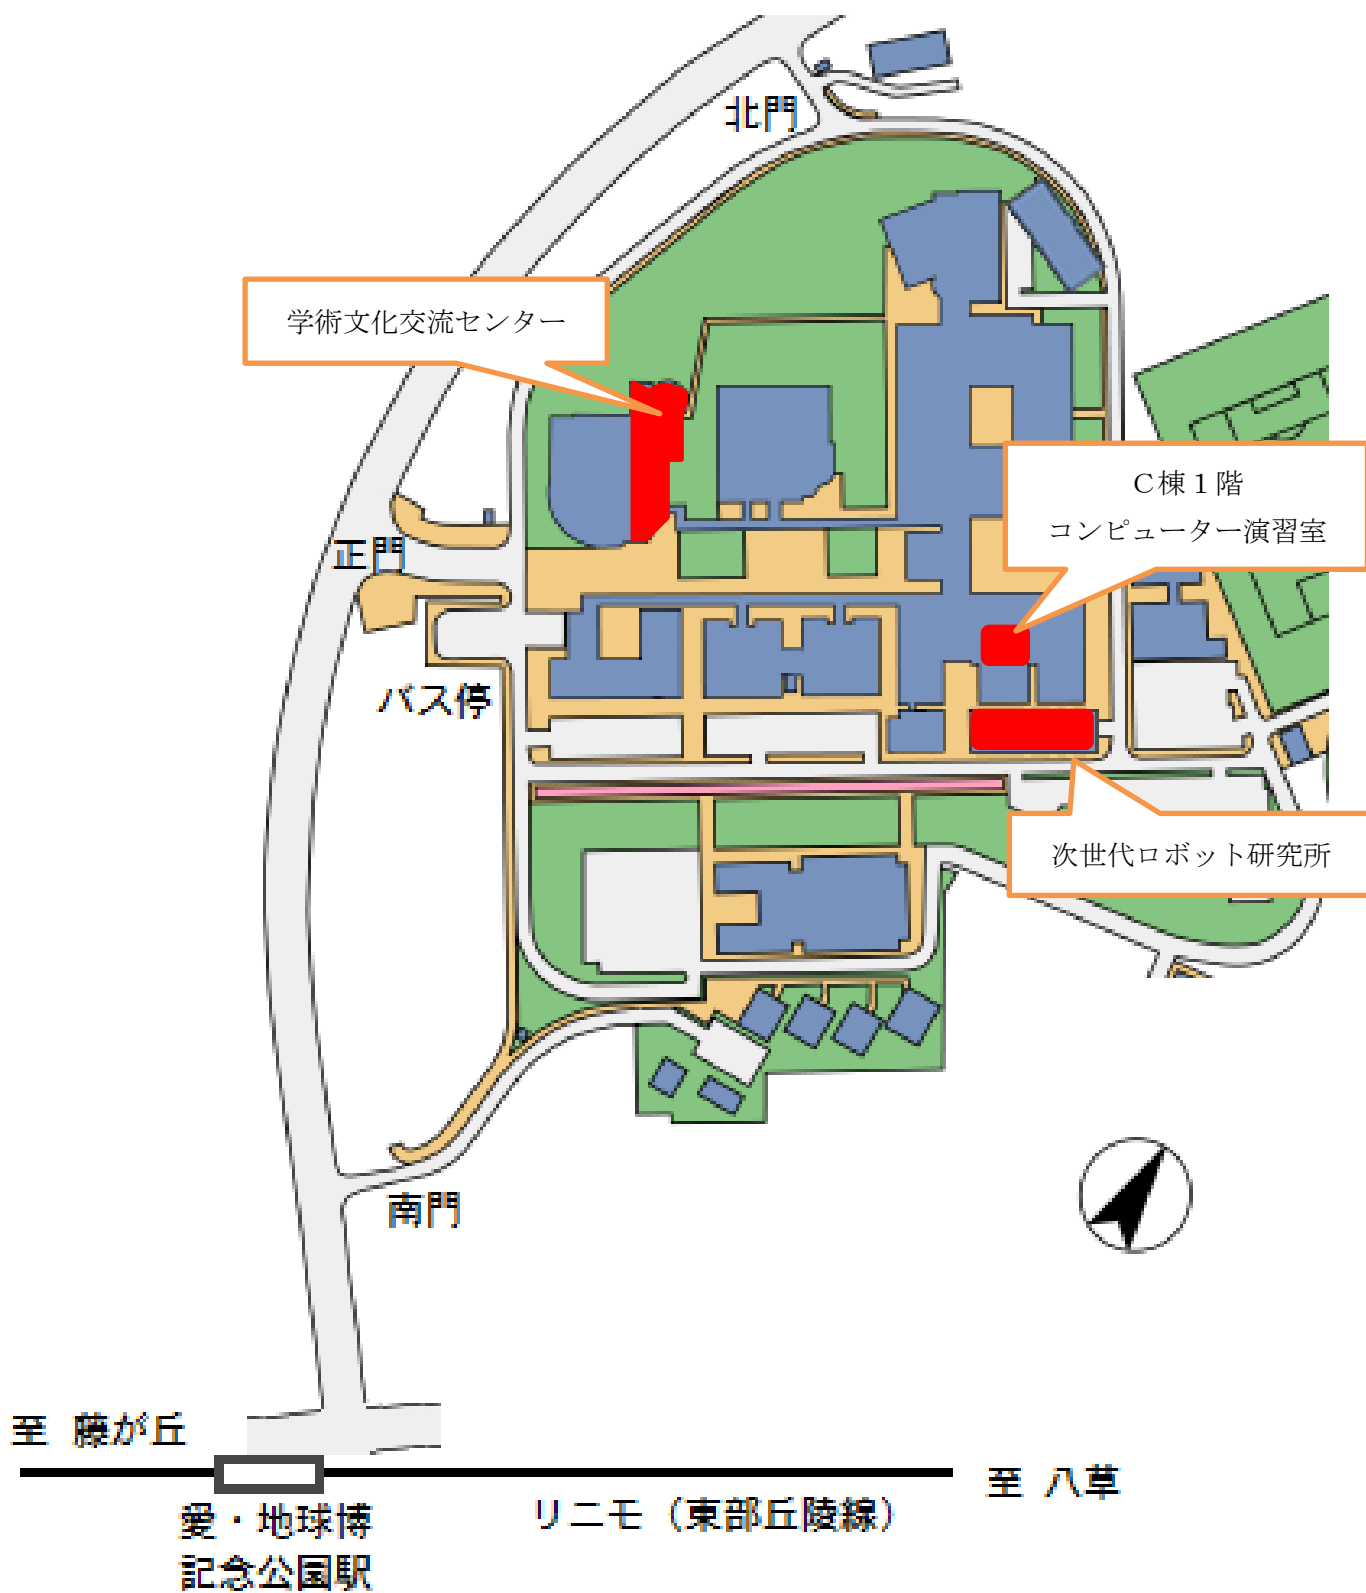 北門
学術文化交流センター
C棟1階
コンピューター演習室
正門
バス停
次世代ロボット研究所
南門
至 藤が丘
至 八草
愛・地球博
記念公園駅
リニモ（東部丘陵線）